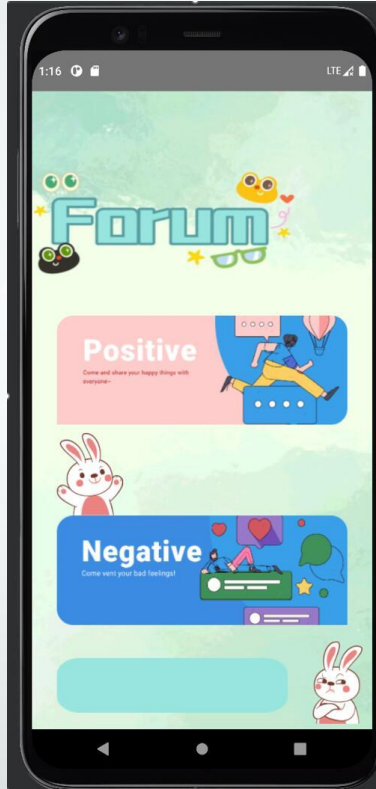 1:16
LTE
Forum
Positive
Come and share your happy things with
everyone~
Negative
Come vent your bad feelings!